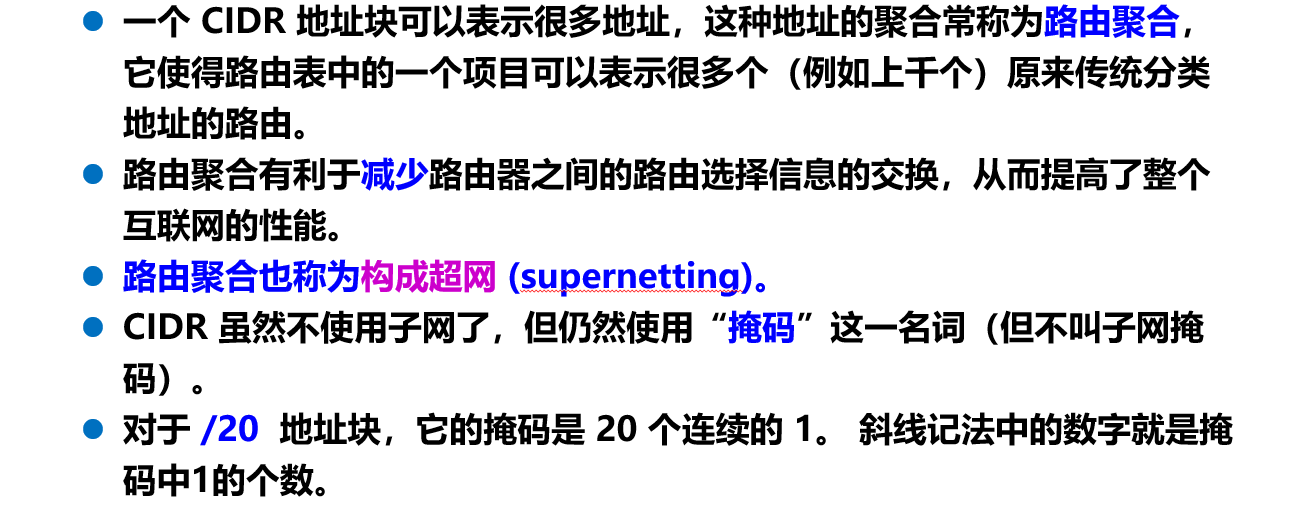 ● 一个 CIDR 地址块可以表示很多地址，这种地址的聚合常称为路由聚合，
它使得路由表中的一个项目可以表示很多个（例如上千个）原来传统分类
地址的路由。
● 路由聚合有利于减少路由器之间的路由选择信息的交换，从而提高了整个
互联网的性能。
● 路由聚合也称为构成超网 (supernetting)。
● CIDR 虽然不使用子网了，但仍然使用“掩码”这一名词（但不叫子网掩
码）。
● 对于 /20 地址块，它的掩码是 20 个连续的 1。 斜线记法中的数字就是掩
码中1的个数。